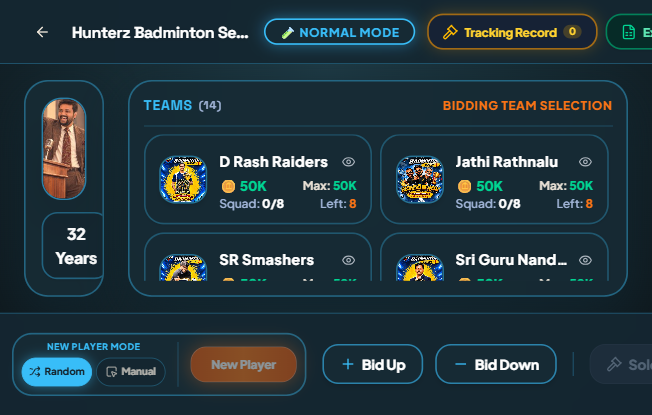 ← Hunterz Badminton Se... NORMAL MODE Tracking Record 0
TEAMS (14) BIDDING TEAM SELECTION
D Rash Raiders
50K Max: 50K
Squad: 0/8 Left: 8
Jathi Rathnalu
50K Max: 50K
Squad: 0/8 Left: 8
SR Smashers
Sri Guru Nand...
32
Years
NEW PLAYER MODE
Random Manual
New Player
+ Bid Up
− Bid Down